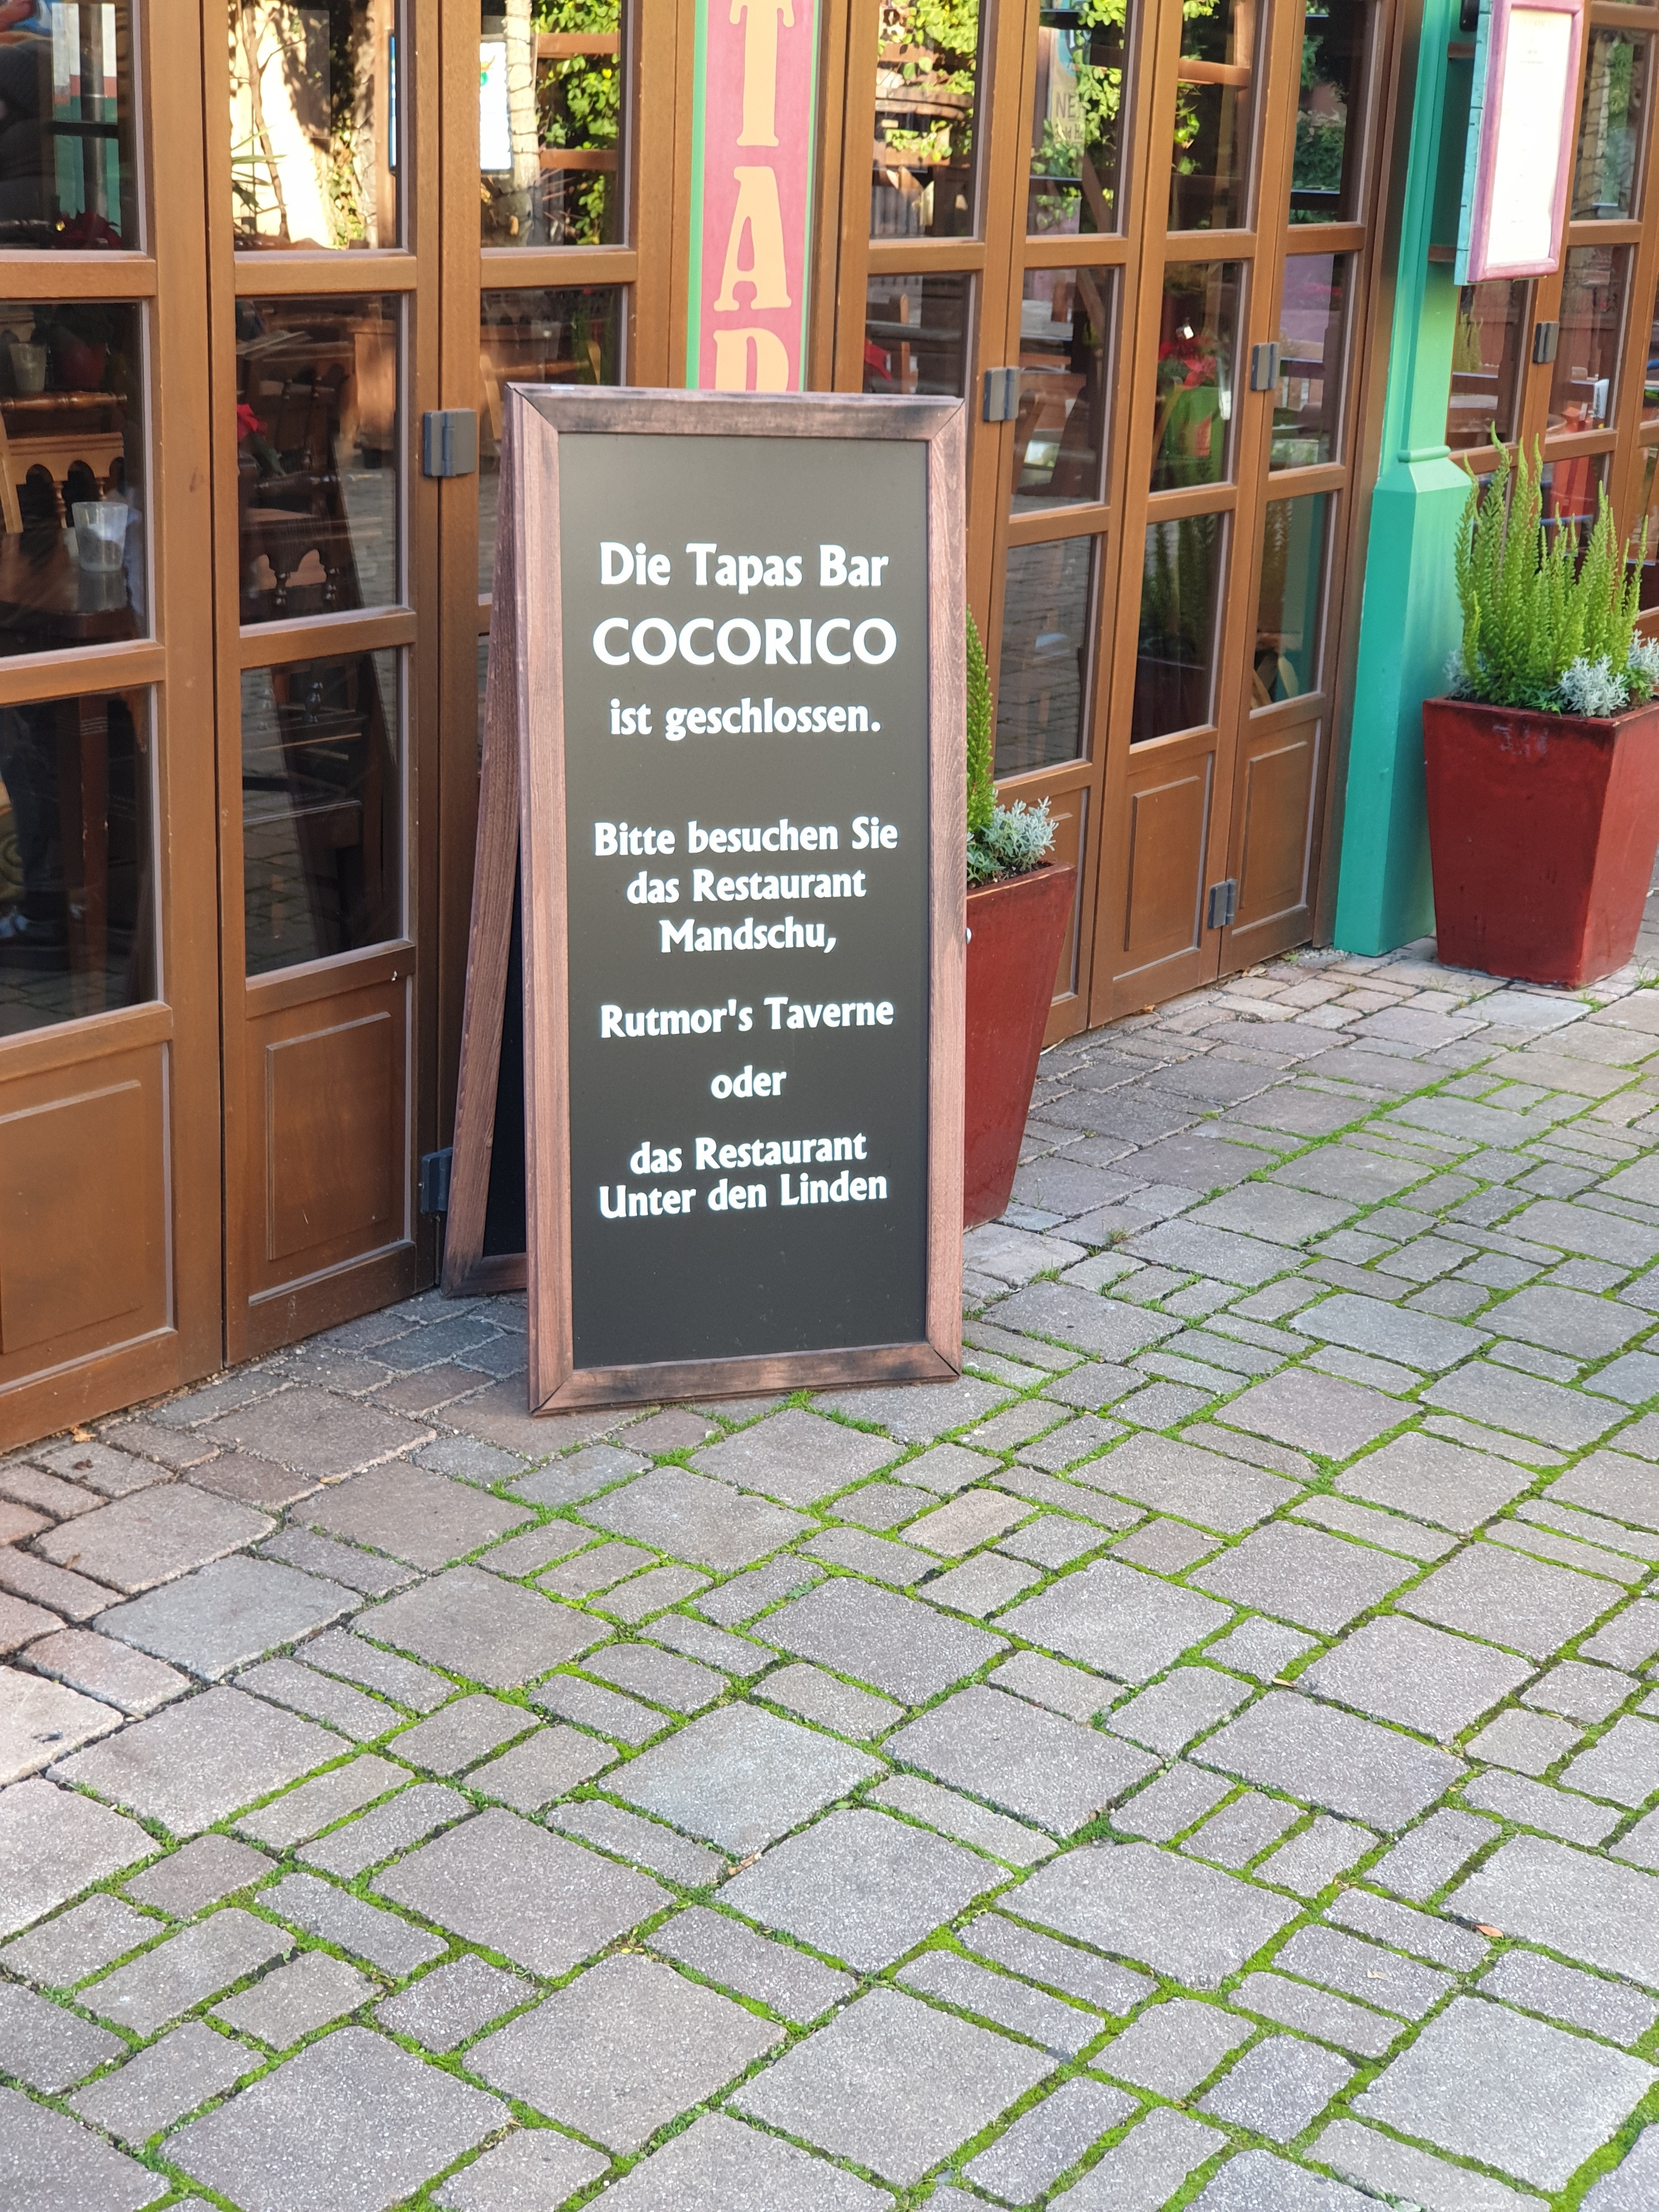 TA
Die Tapas Bar
COCORICO
ist geschlossen.
Bitte besuchen Sie
das Restaurant
Mandschu,
Rutmor's Taverne
oder
das Restaurant
Unter den Linden